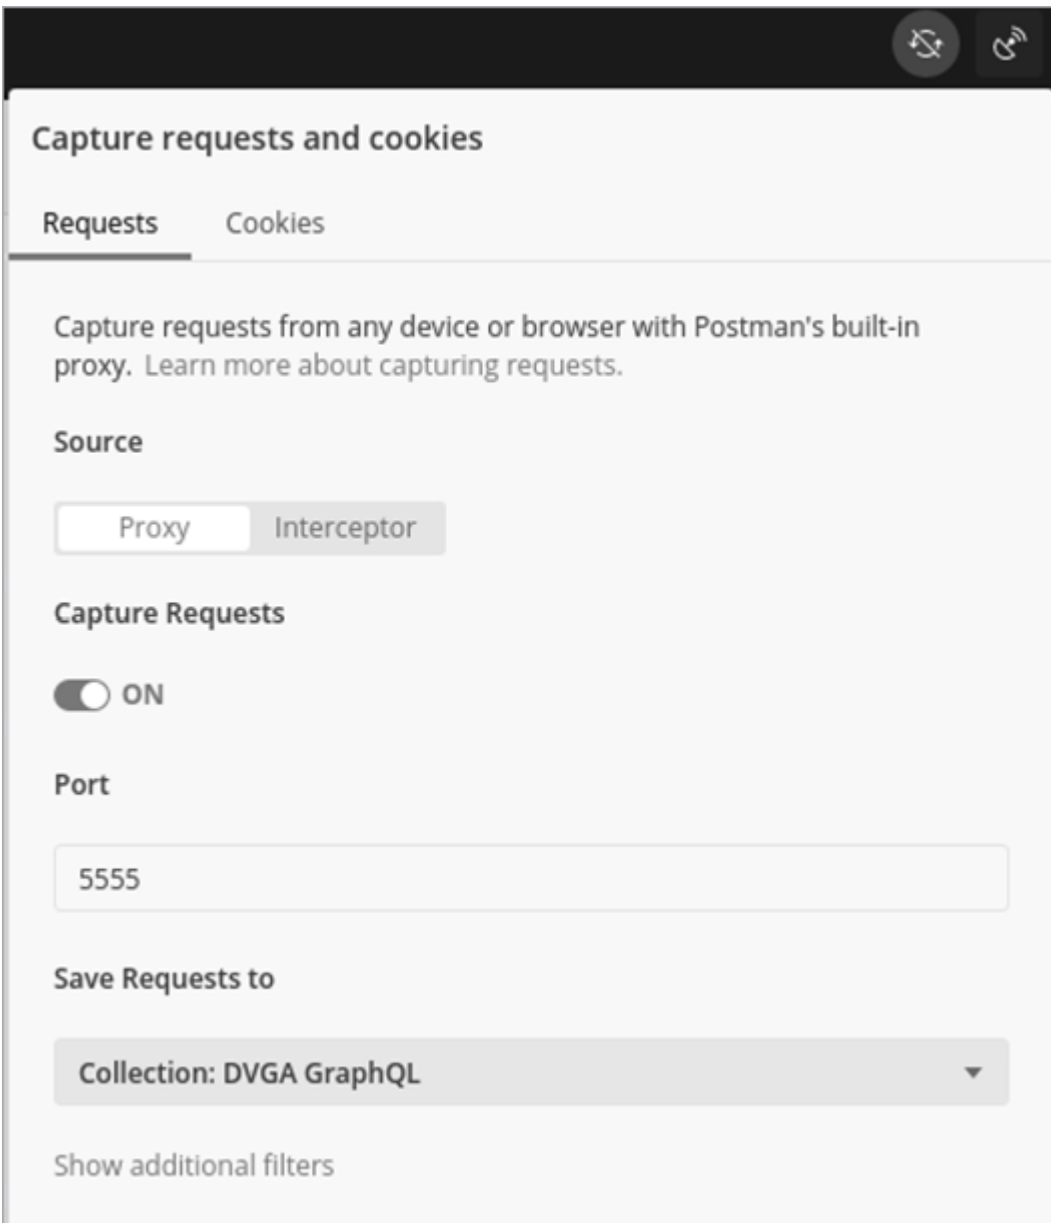 Capture requests and cookies
Requests Cookies
Capture requests from any device or browser with Postman's built-in
proxy. Learn more about capturing requests.
Source
Proxy Interceptor
Capture Requests
ON
Port
5555
Save Requests to
Collection: DVGA GraphQL
Show additional filters